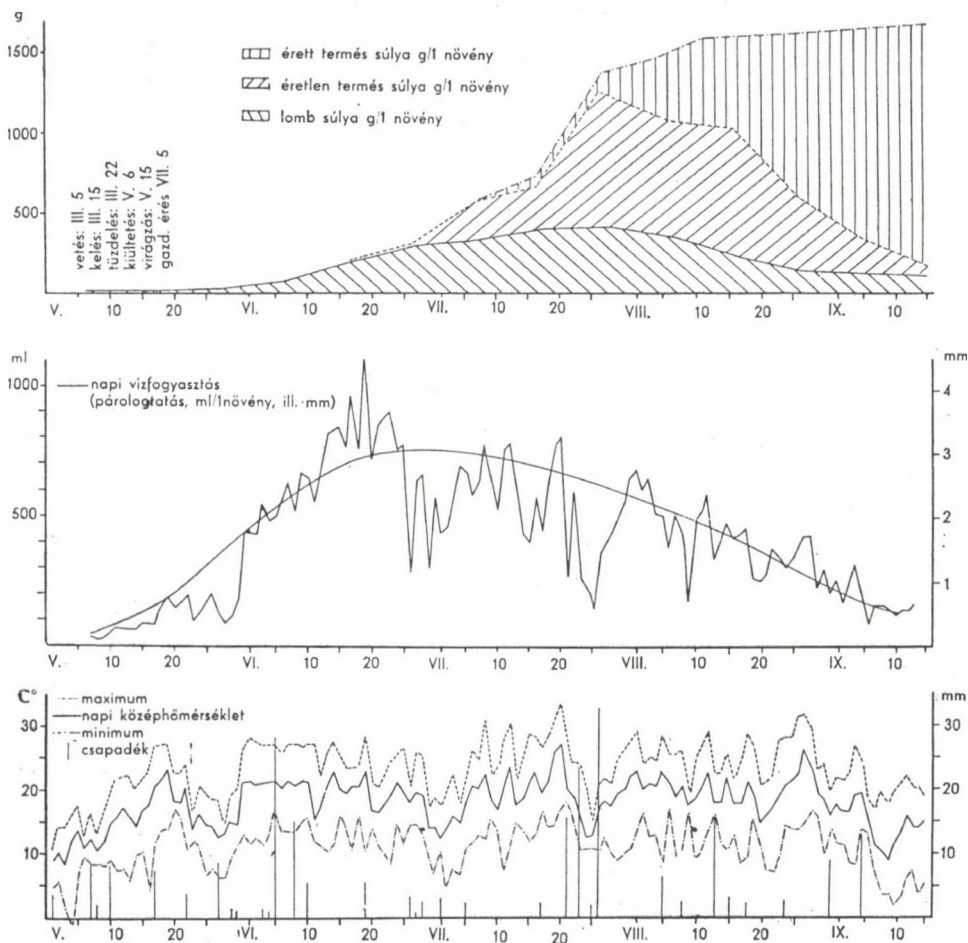 g
1500
1000
500
érett termés súlya g/1 növény
éretlen termés súlya g/1 növény
lomb súlya g/1 növény
vetés: III. 5
kelés: III. 15
tűzdelés: III. 22
kiültetés: V. 6
virágzás: V. 15
gazd. érés VII. 5
V. 10 20 VI. 10 20 VII. 10 20 VIII. 10 20 IX. 10
ml
mm
1000
500
4
3
2
1
napi vízfogyasztás
(párologtatás, ml/1növény, ill. mm)
V. 10 20 VI. 10 20 VII. 10 20 VIII. 10 20 IX. 10
C°
mm
30
20
10
30
20
10
maximum
napi középhőmérséklet
minimum
csapadék
V. 10 20 VI. 10 20 VII. 10 20 VIII. 10 20 IX. 10